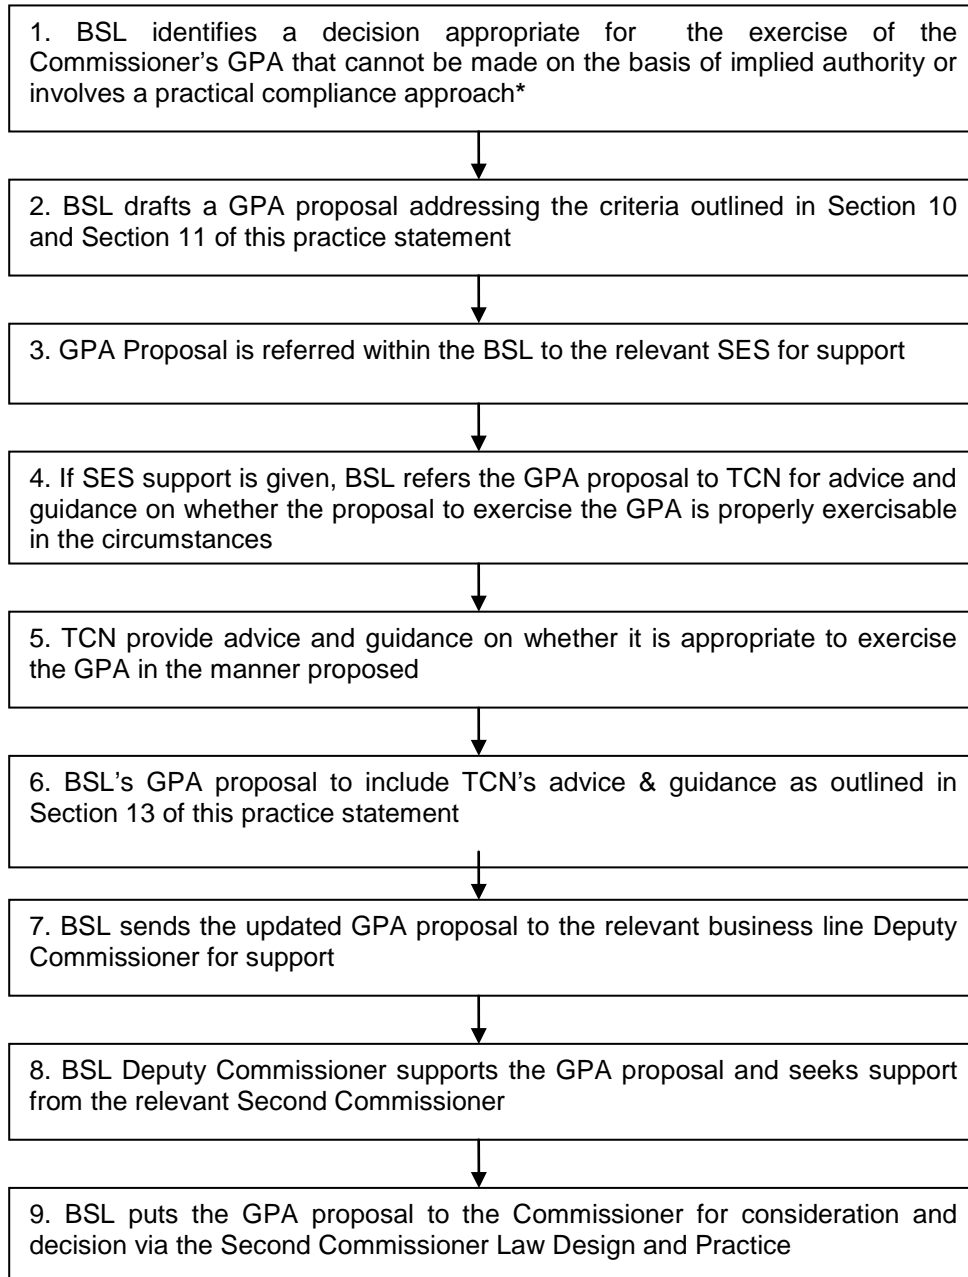 1. BSL identifies a decision appropriate for the exercise of the
Commissioner's GPA that cannot be made on the basis of implied authority or
involves a practical compliance approach*
2. BSL drafts a GPA proposal addressing the criteria outlined in Section 10
and Section 11 of this practice statement
3. GPA Proposal is referred within the BSL to the relevant SES for support
4. If SES support is given, BSL refers the GPA proposal to TCN for advice and
guidance on whether the proposal to exercise the GPA is properly exercisable
in the circumstances
5. TCN provide advice and guidance on whether it is appropriate to exercise
the GPA in the manner proposed
6. BSL's GPA proposal to include TCN's advice & guidance as outlined in
Section 13 of this practice statement
7. BSL sends the updated GPA proposal to the relevant business line Deputy
Commissioner for support
8. BSL Deputy Commissioner supports the GPA proposal and seeks support
from the relevant Second Commissioner
9. BSL puts the GPA proposal to the Commissioner for consideration and
decision via the Second Commissioner Law Design and Practice